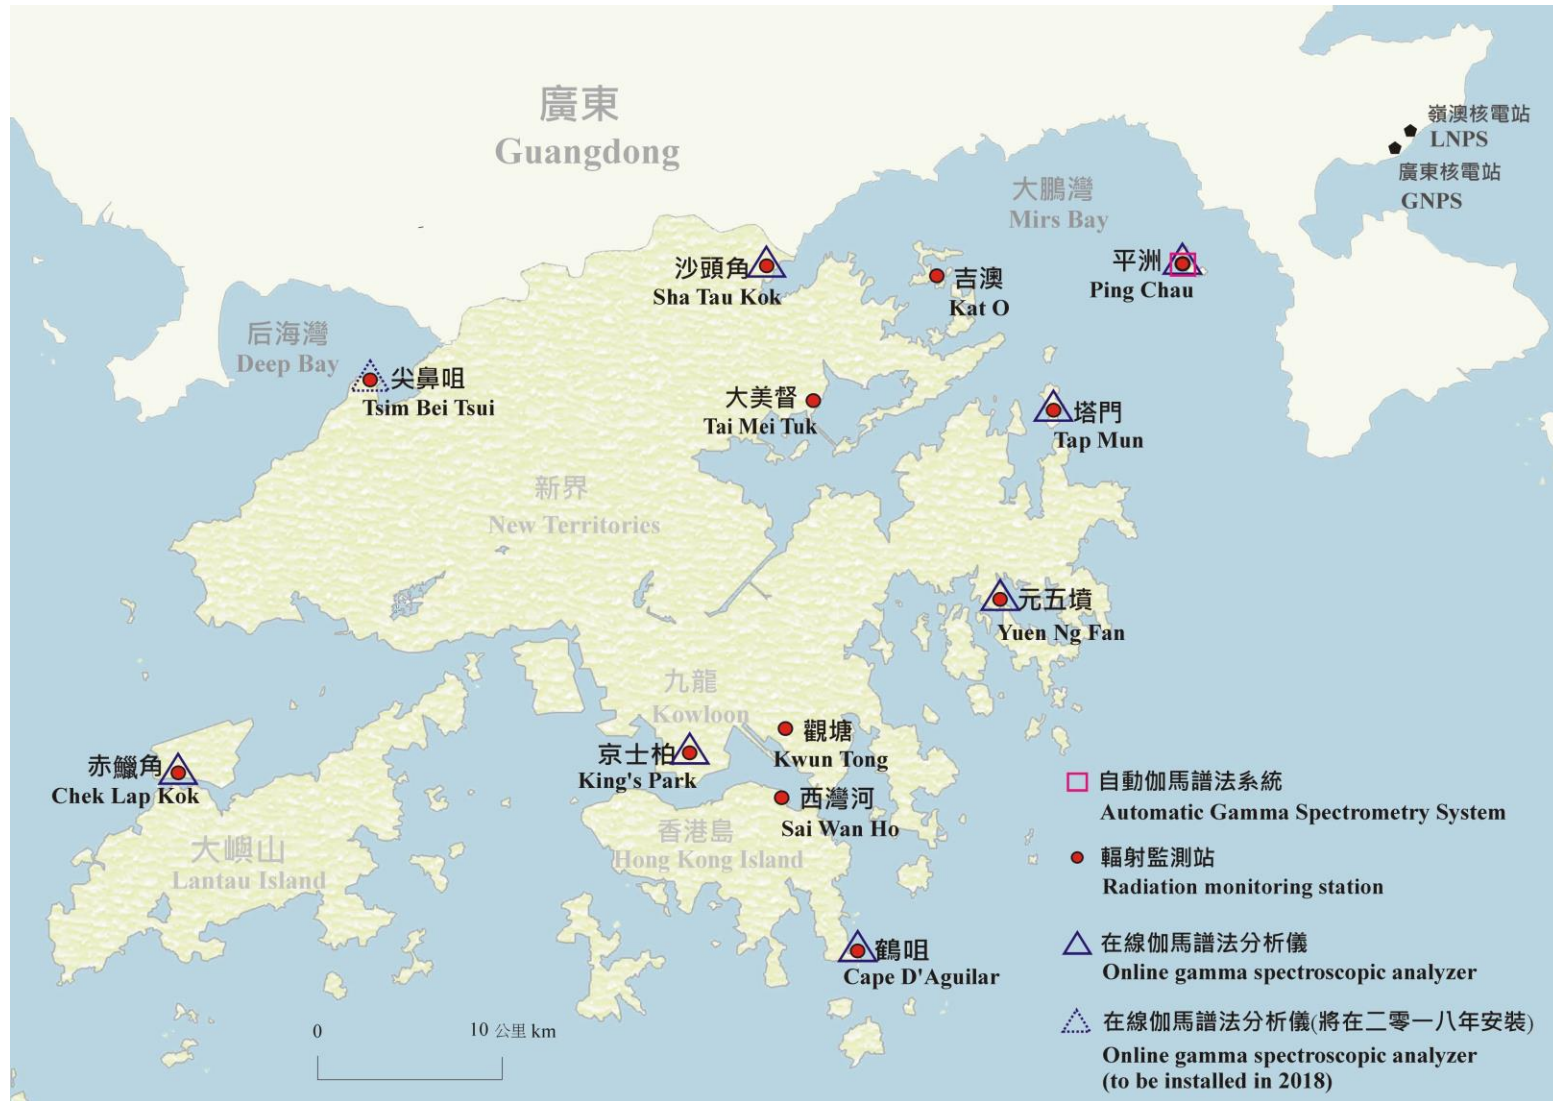 廣東
Guangdong
嶺澳核電站
LNPS
廣東核電站
GNPS
大鵬灣
Mirs Bay
平洲
Ping Chau
沙頭角
Sha Tau Kok
吉澳
Kat O
后海灣
Deep Bay
尖鼻咀
Tsim Bei Tsui
大美督
Tai Mei Tuk
塔門
Tap Mun
新界
New Territories
元五墳
Yuen Ng Fan
九龍
Kowloon
觀塘
Kwun Tong
京士柏
King's Park
赤鱲角
Chek Lap Kok
西灣河
Sai Wan Ho
香港島
Hong Kong Island
大嶼山
Lantau Island
鶴咀
Cape D'Aguilar
0
10 公里 km
自動伽馬譜法系統
Automatic Gamma Spectrometry System
輻射監測站
Radiation monitoring station
在線伽馬譜法分析儀
Online gamma spectroscopic analyzer
在線伽馬譜法分析儀(將在二零一八年安裝)
Online gamma spectroscopic analyzer
(to be installed in 2018)